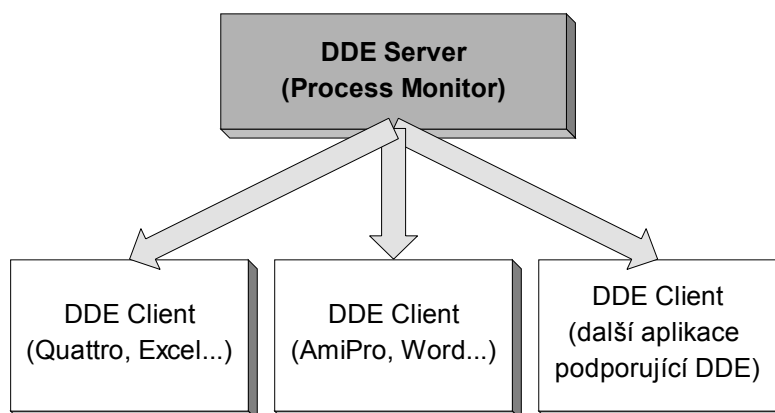 DDE Server
(Process Monitor)
DDE Client
(Quattro, Excel...)
DDE Client
(AmiPro, Word...)
DDE Client
(další aplikace
podporující DDE)